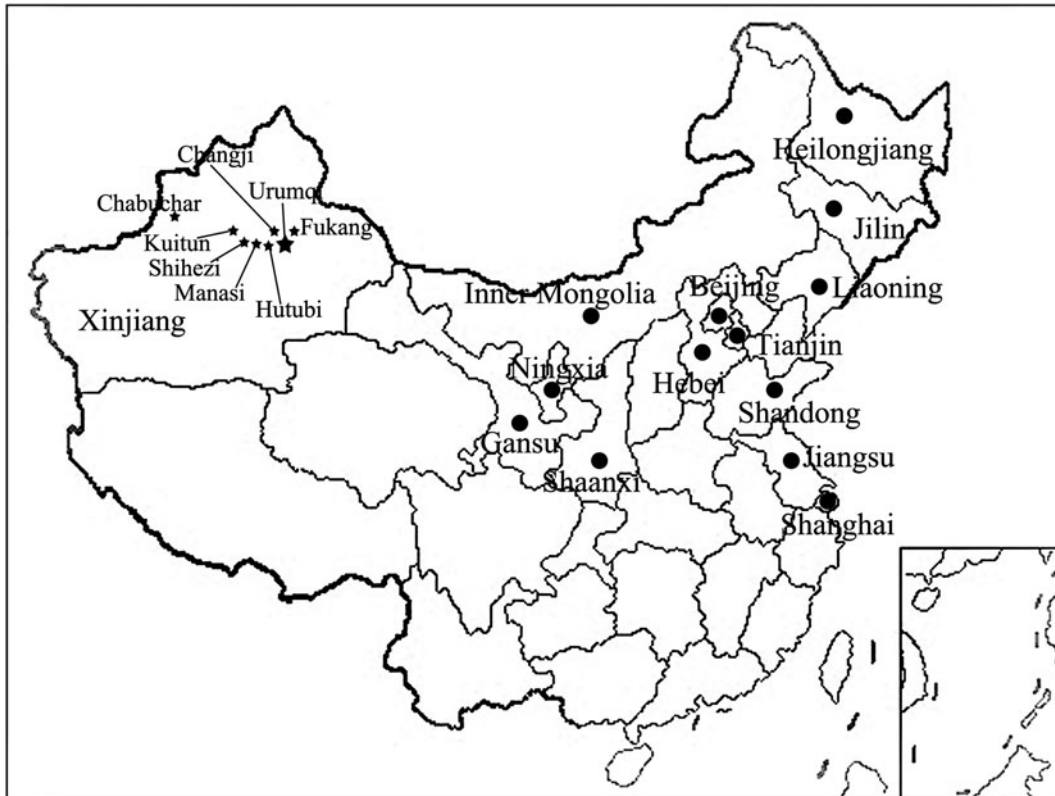 Heilongjiang
Changji
Urumqi
Chabuchar
Fukang
Kuitun
Jilin
Shihezi
Manasi
Hutubi
Inner Mongolia
Beijing
Liaoning
Xinjiang
Tianjin
Ningxia
Hebei
Shandong
Gansu
Jiangsu
Shaanxi
Shanghai